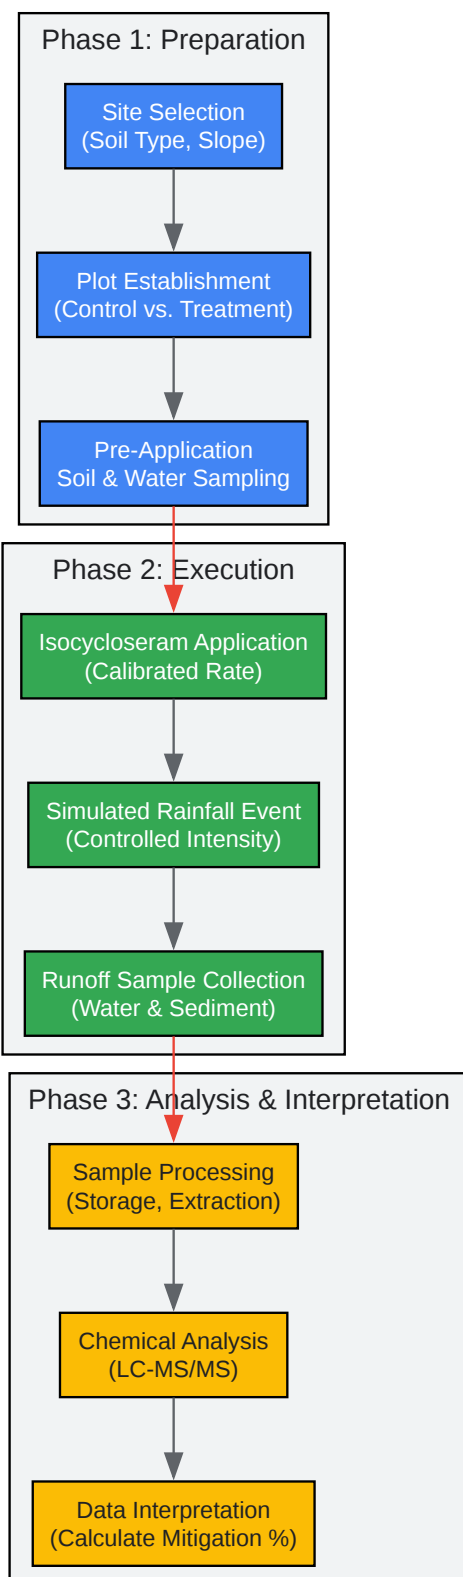 Phase 1: Preparation
Site Selection
(Soil Type, Slope)
Plot Establishment
(Control vs. Treatment)
Pre-Application
Soil & Water Sampling
Phase 2: Execution
Isocycloseram Application
(Calibrated Rate)
Simulated Rainfall Event
(Controlled Intensity)
Runoff Sample Collection
(Water & Sediment)
Phase 3: Analysis & Interpretation
Sample Processing
(Storage, Extraction)
Chemical Analysis
(LC-MS/MS)
Data Interpretation
(Calculate Mitigation %)